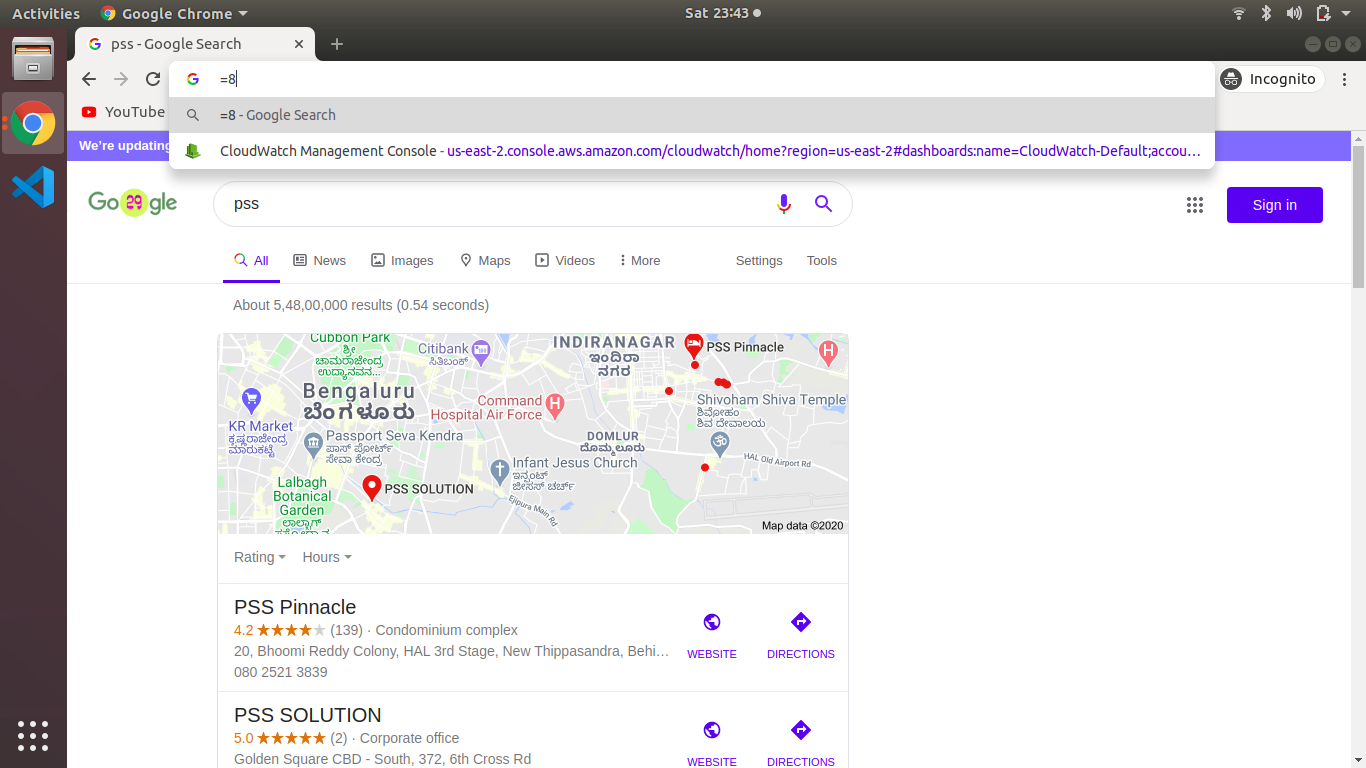 Activities Google Chrome Sat 23:43
pss - Google Search
=8 Incognito
YouTube =8 - Google Search
We're updating CloudWatch Management Console - us-east-2.console.aws.amazon.com/cloudwatch/home?region=us-east-2#dashboards:name=CloudWatch-Default;accou…
Go೨೫gle pss Sign in
All News Images Maps Videos More Settings Tools
About 5,48,00,000 results (0.54 seconds)
Cubbon Park
ಶ್ರೀ
ಚಾಮರಾಜೇಂದ್ರ
ಉದ್ಯಾನವನ...
Citibank
ಸಿಟಿಬಂಕ್
INDIRANAGAR
ಇಂದಿರಾ
ನಗರ
PSS Pinnacle
Bengaluru
ಬೆಂಗಳೂರು
Command
Hospital Air Force
Shivoham Shiva Temple
ಶಿವೋಹಂ
ಶಿವ ದೇವಾಲಯ
KR Market
ಕೃಷ್ಣರಾಜೇಂದ್ರ
ಮಾರುಕಟ್ಟೆ
Passport Seva Kendra
ಪಾಸ್ ಪೋರ್ಟ್
ಸೇವಾ ಕೇಂದ್ರ
DOMLUR
ದೊಮ್ಮಲೂರು
HAL Old Airport Rd
Infant Jesus Church
ಇನ್ಫಂಟ್
ಜೀಸಸ್ ಚರ್ಚ್
Lalbagh
Botanical
Garden
ಲಾಲ್ಬಾಗ್
PSS SOLUTION
Ejipura Main Rd
Map data ©2020
Rating Hours
PSS Pinnacle
4.2 (139) · Condominium complex
20, Bhoomi Reddy Colony, HAL 3rd Stage, New Thippasandra, Behi…
080 2521 3839
WEBSITE DIRECTIONS
PSS SOLUTION
5.0 (2) · Corporate office
Golden Square CBD - South, 372, 6th Cross Rd
WEBSITE DIRECTIONS